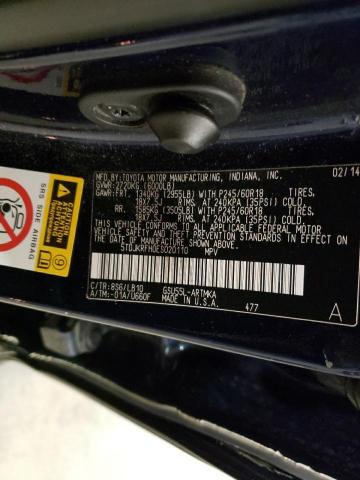 MFD.BY:TOYOTA MOTOR MANUFACTURING, INDIANA, INC. 02/14
GVWR:2720KG(6000LB)
GAWR:FRT. 1340KG (2955LB) WITH P245/60R18 TIRES.
18X7.5J RIMS, AT 240KPA (35PSI) COLD.
RR. 1585KG (3505LB) WITH P245/60R18 TIRES.
18X7.5J RIMS, AT 240KPA (35PSI) COLD.
THIS VEHICLE CONFORMS TO ALL APPLICABLE FEDERAL MOTOR
VEHICLE SAFETY AND THEFT PREVENTION STANDARDS IN
EFFECT ON THE DATE OF MANUFACTURE SHOWN ABOVE.
5TDJKRFH0ES020110 MPV
C/TR:8S6/LB10 GSU55L-ARTMKA
A/TM:-01A/U660F MADE IN U.S.A. 477 A
SRS SIDE AIRBAG